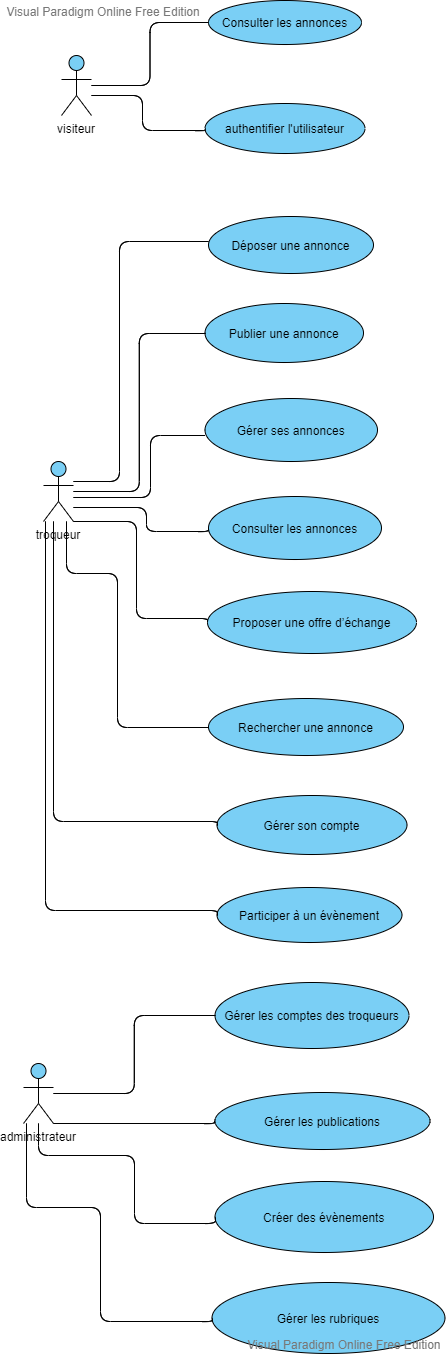 Visual Paradigm Online Free Edition
Consulter les annonces
visiteur
authentifier l'utilisateur
Déposer une annonce
Publier une annonce
Gérer ses annonces
Consulter les annonces
troqueur
Proposer une offre d'échange
Rechercher une annonce
Gérer son compte
Participer à un évènement
Gérer les comptes des troqueurs
Gérer les publications
administrateur
Créer des évènements
Gérer les rubriques
Visual Paradigm Online Free Edition